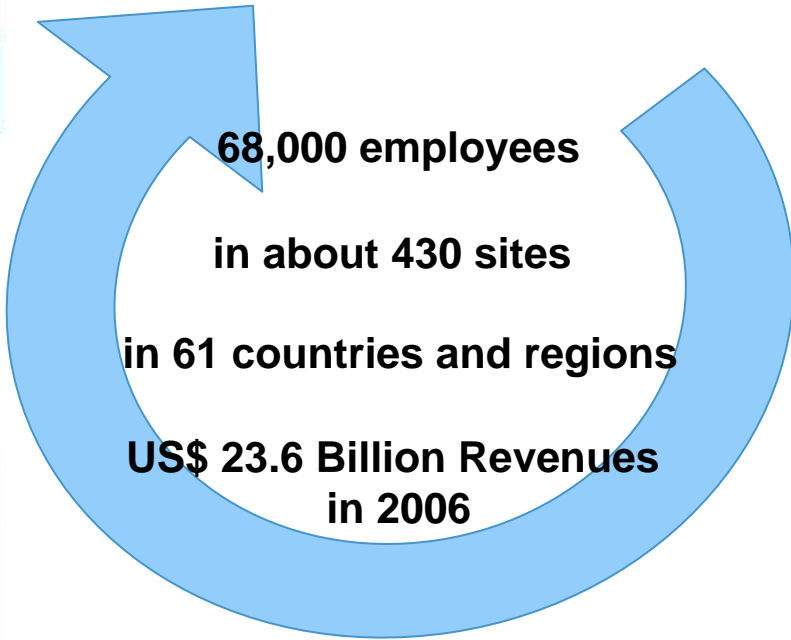 68,000 employees
in about 430 sites
in 61 countries and regions
US$ 23.6 Billion Revenues
in 2006